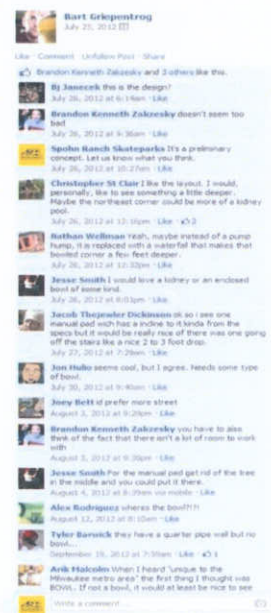 Bart Griepentrog
July 25, 2012
Like · Comment · Unfollow Post · Share
Brandon Kenneth Zakzesky and 3 others like this.
Bj Janecek this is the design?
July 26, 2012 at 6:14am · Like
Brandon Kenneth Zakzesky doesn't seem too
bad
July 26, 2012 at 9:36am · Like
Spohn Ranch Skateparks It's a preliminary
concept. Let us know what you think.
July 26, 2012 at 10:27am · Like
Christopher St Clair I like the layout. I would,
personally, like to see something a little deeper.
Maybe the northeast corner could be more of a kidney
pool.
July 26, 2012 at 12:16pm · Like · 2
Nathan Wellman Yeah, maybe instead of a pump
hump, it is replaced with a waterfall that makes that
bowled corner a few feet deeper.
July 26, 2012 at 12:32pm · Like
Jesse Smith I would love a kidney or an enclosed
bowl of some kind.
July 26, 2012 at 8:01pm · Like
Jacob Thejewler Dickinson ok so i see one
manual pad wich has a incline to it kinda from the
specs but it would be really nice of there was one going
off the stairs like a nice 2 to 3 foot drop.
July 27, 2012 at 7:28am · Like
Jon Hulio seems cool, but I agree. Needs some type
of bowl.
July 30, 2012 at 9:40am · Like
Joey Bett id prefer more street
August 2, 2012 at 9:29pm · Like
Brandon Kenneth Zakzesky you have to also
think of the fact that there isn't a lot of room to work
with
August 2, 2012 at 9:36pm · Like
Jesse Smith For the manual pad get rid of the tree
in the middle and you could put it there.
August 4, 2012 at 8:39am via mobile · Like
Alex Rodriguez wheres the bowl?!?!
August 12, 2012 at 8:10am · Like
Tyler Barwick they have a quarter pipe well but no
bowl...
September 19, 2012 at 7:55am · Like · 1
Arik Malcolm When I heard "unique to the
Milwaukee metro area" the first thing I thought was
BOWL. If not a bowl, it would at least be nice to see
Write a comment...